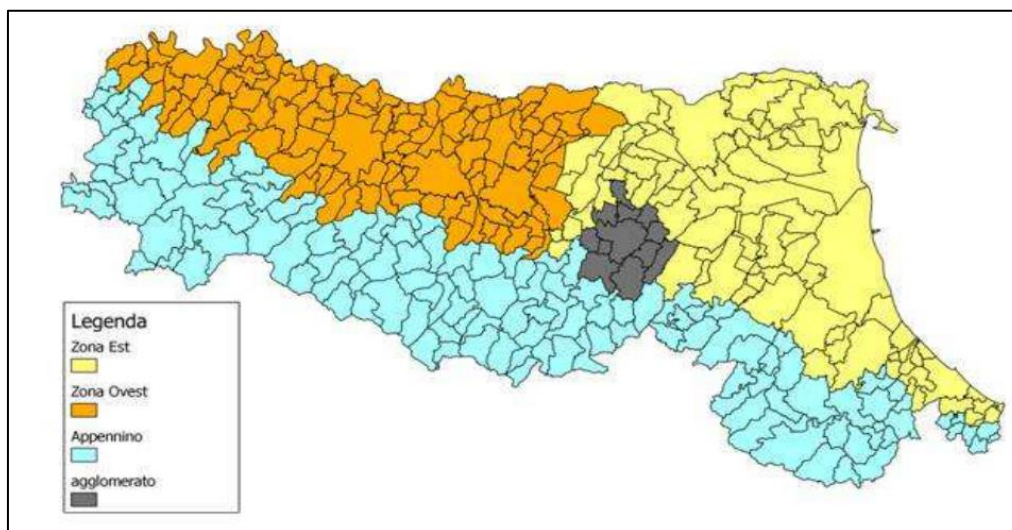 Legenda
Zona Est
Zona Ovest
Appennino
agglomerato